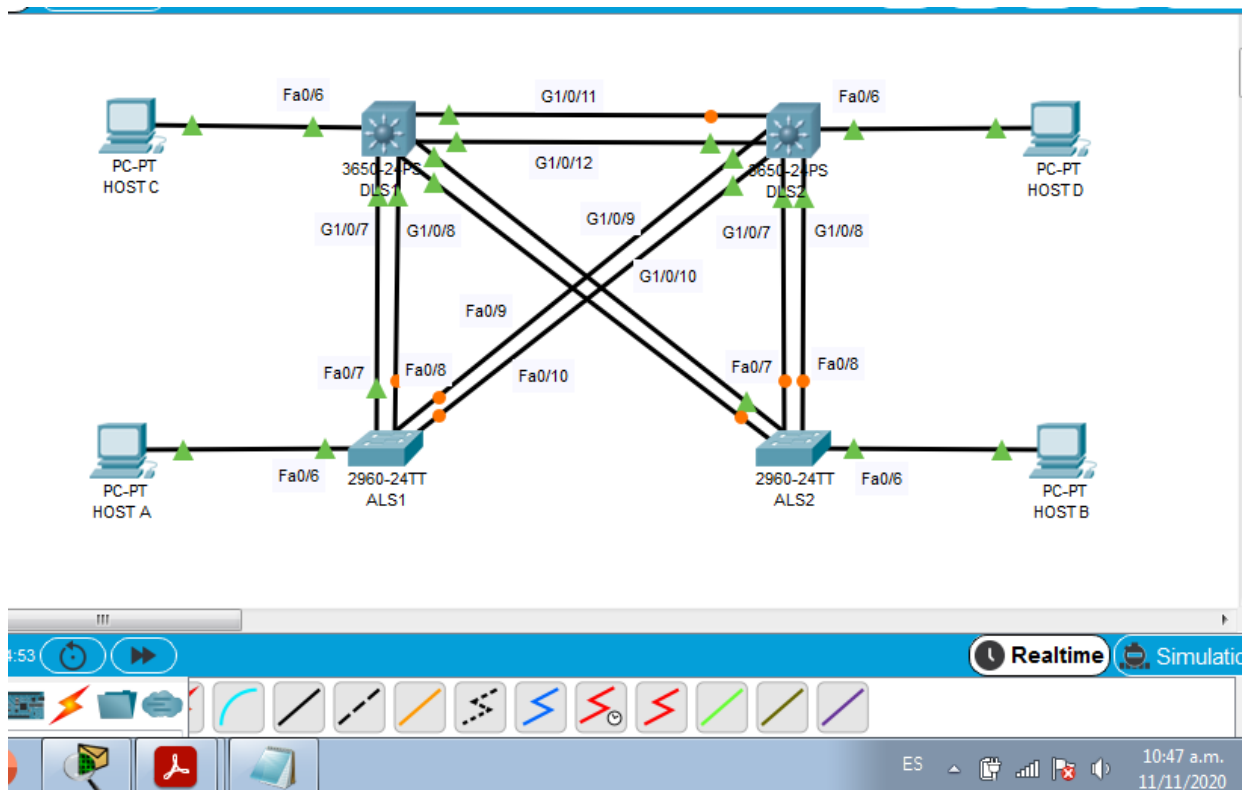 Fa0/6
G1/0/11
Fa0/6
PC-PT
HOST C
3650-24PS
DLS1
G1/0/12
3650-24PS
DLS2
PC-PT
HOST D
G1/0/7
G1/0/8
G1/0/9
G1/0/7
G1/0/8
G1/0/10
Fa0/9
Fa0/7
Fa0/8
Fa0/10
Fa0/7
Fa0/8
PC-PT
HOST A
Fa0/6
2960-24TT
ALS1
2960-24TT
ALS2
Fa0/6
PC-PT
HOST B
:53
Realtime
Simulatio
ES
10:47 a.m.
11/11/2020